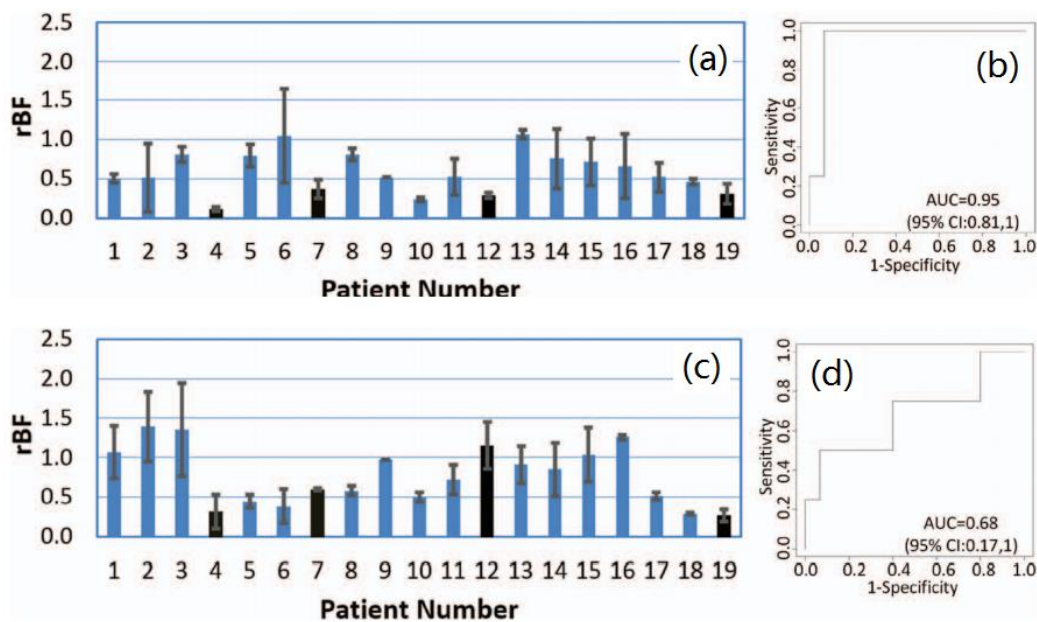 2.5
2.0
1.5
1.0
0.5
0.0
rBF
(a)
1 2 3 4 5 6 7 8 9 10 11 12 13 14 15 16 17 18 19
Patient Number
1.0
0.8
0.6
0.4
0.2
0.0
Sensitivity
(b)
AUC=0.95
(95% CI:0.81,1)
0.0 0.2 0.4 0.6 0.8 1.0
1-Specificity
2.5
2.0
1.5
1.0
0.5
0.0
rBF
(c)
1 2 3 4 5 6 7 8 9 10 11 12 13 14 15 16 17 18 19
Patient Number
1.0
0.8
0.6
0.4
0.2
0.0
Sensitivity
(d)
AUC=0.68
(95% CI:0.17,1)
0.0 0.2 0.4 0.6 0.8 1.0
1-Specificity